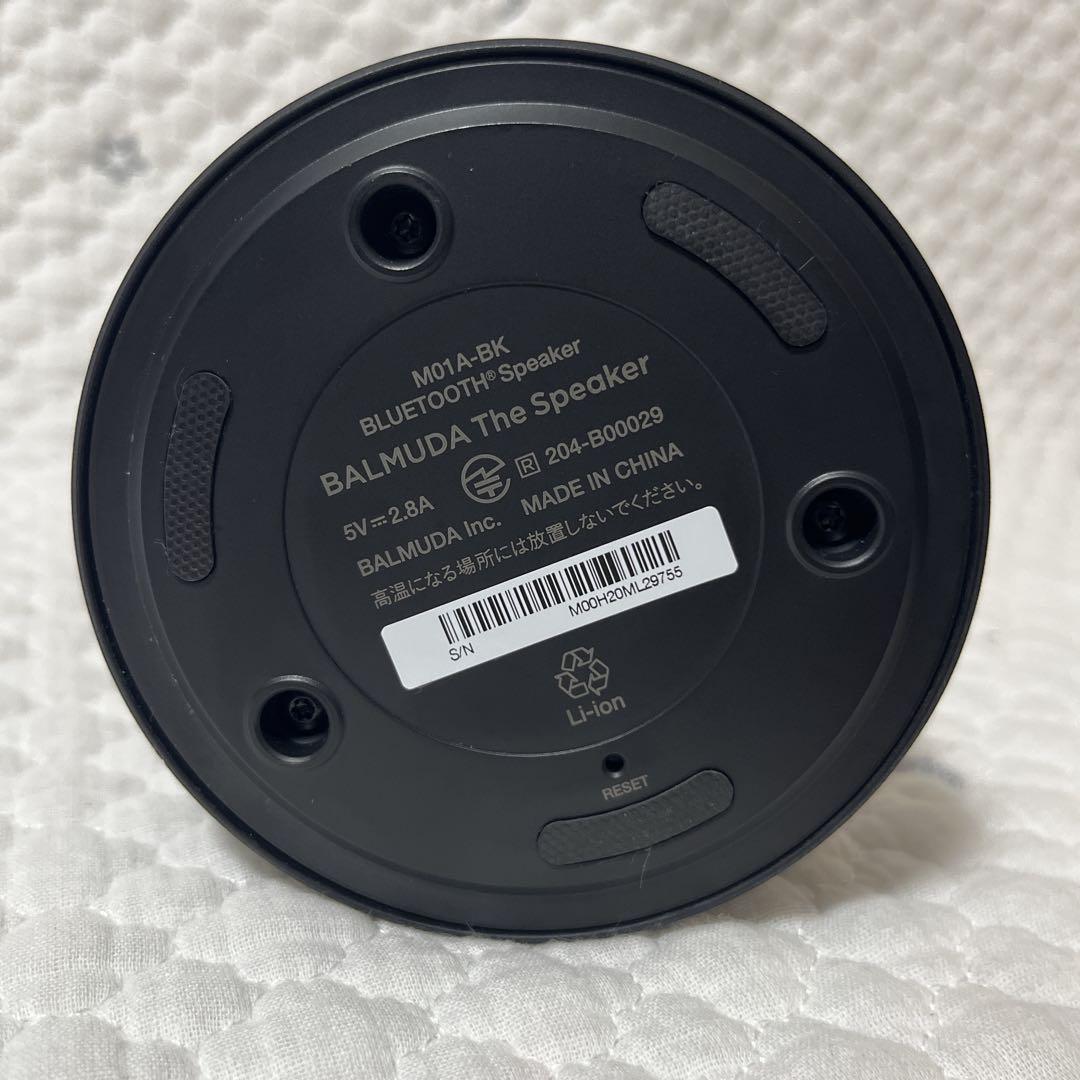 M01A-BK
BLUETOOTH® Speaker
BALMUDA The Speaker
5V⎓2.8A R 204-B00029
BALMUDA Inc. MADE IN CHINA
高温になる場所には放置しないでください。
S/N M00H20ML29755
Li-ion
RESET